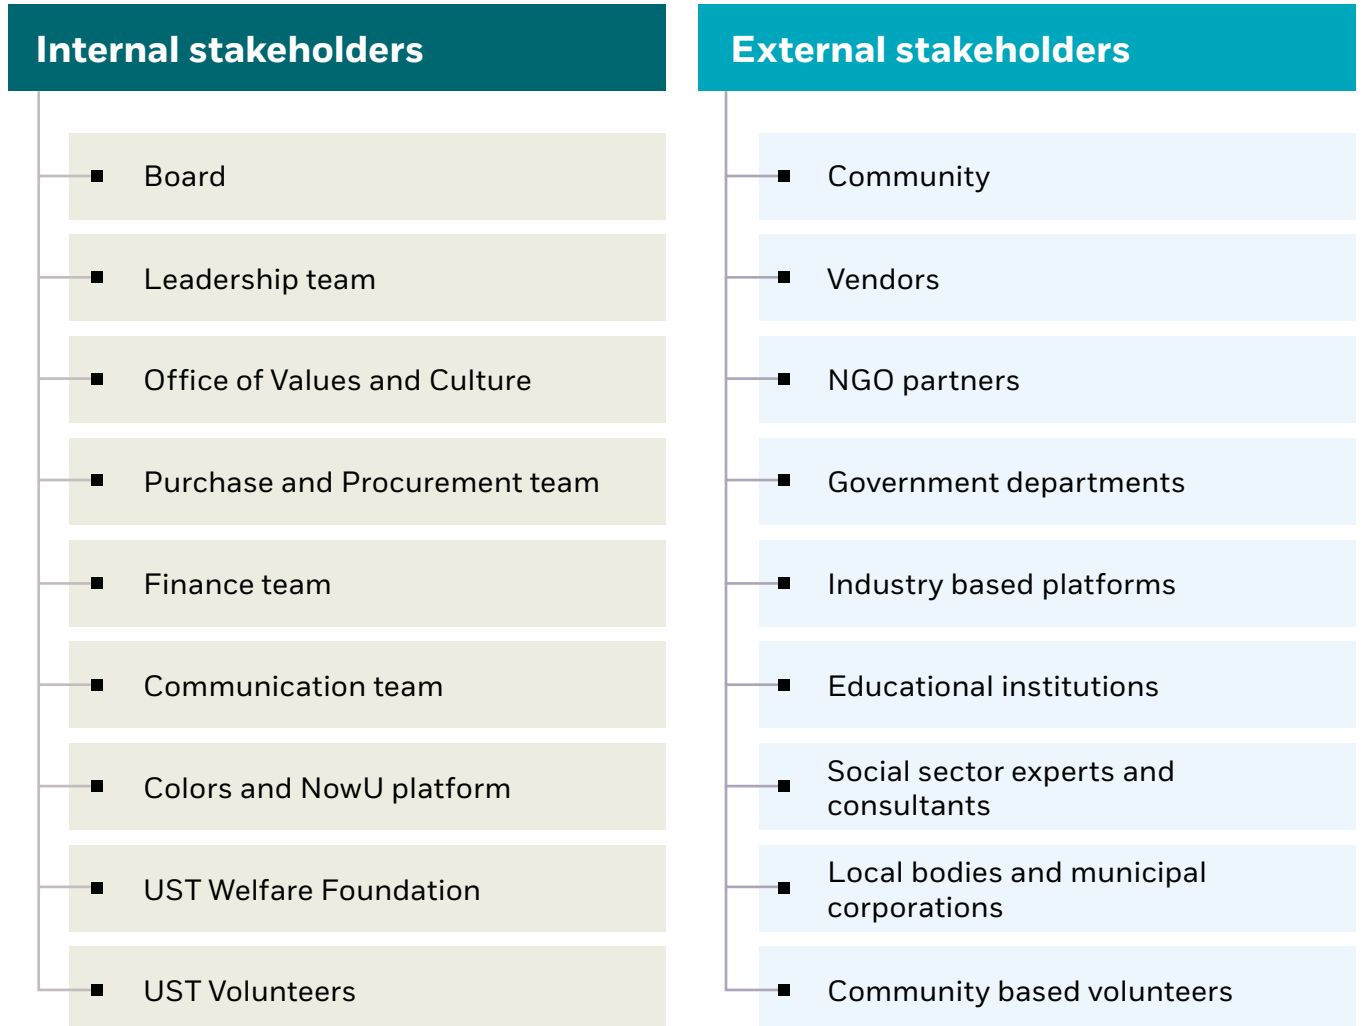 Internal stakeholders
Board
Leadership team
Office of Values and Culture
Purchase and Procurement team
Finance team
Communication team
Colors and NowU platform
UST Welfare Foundation
UST Volunteers
External stakeholders
Community
Vendors
NGO partners
Government departments
Industry based platforms
Educational institutions
Social sector experts and
consultants
Local bodies and municipal
corporations
Community based volunteers